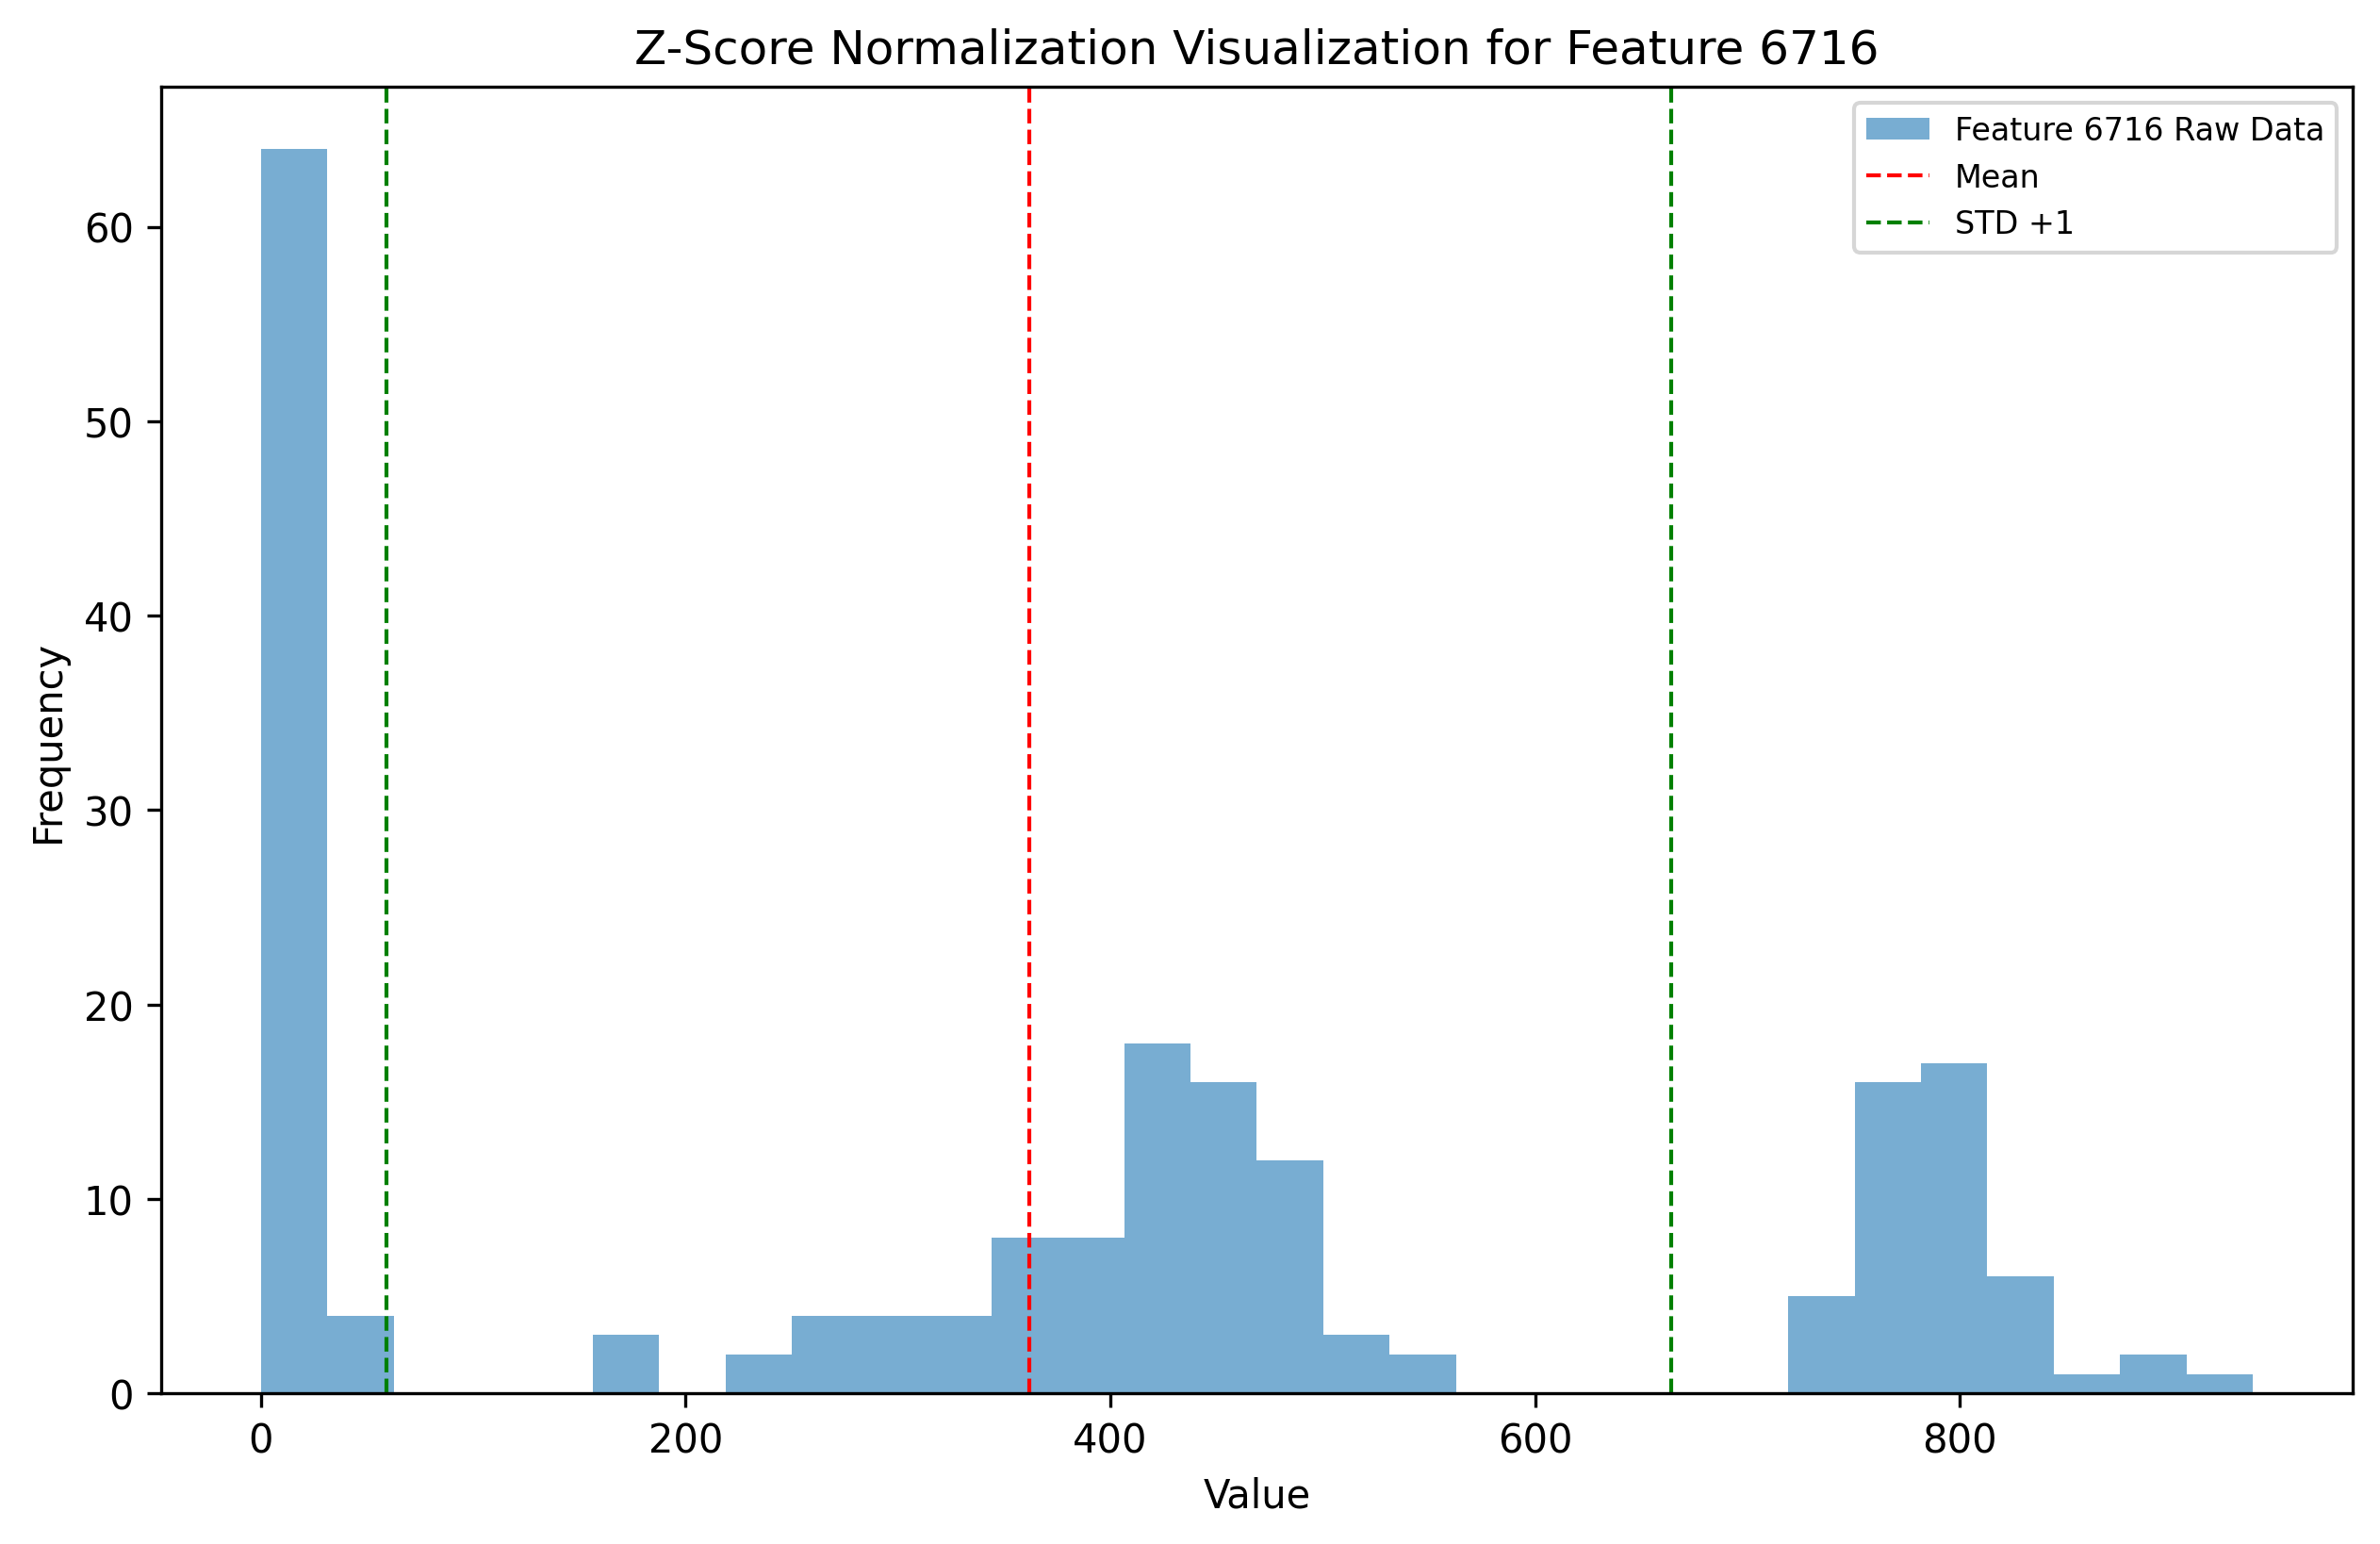 Z-Score Normalization Visualization for Feature 6716
Feature 6716 Raw Data
Mean
STD +1
Frequency
60
50
40
30
20
10
0
0 200 400 600 800
Value